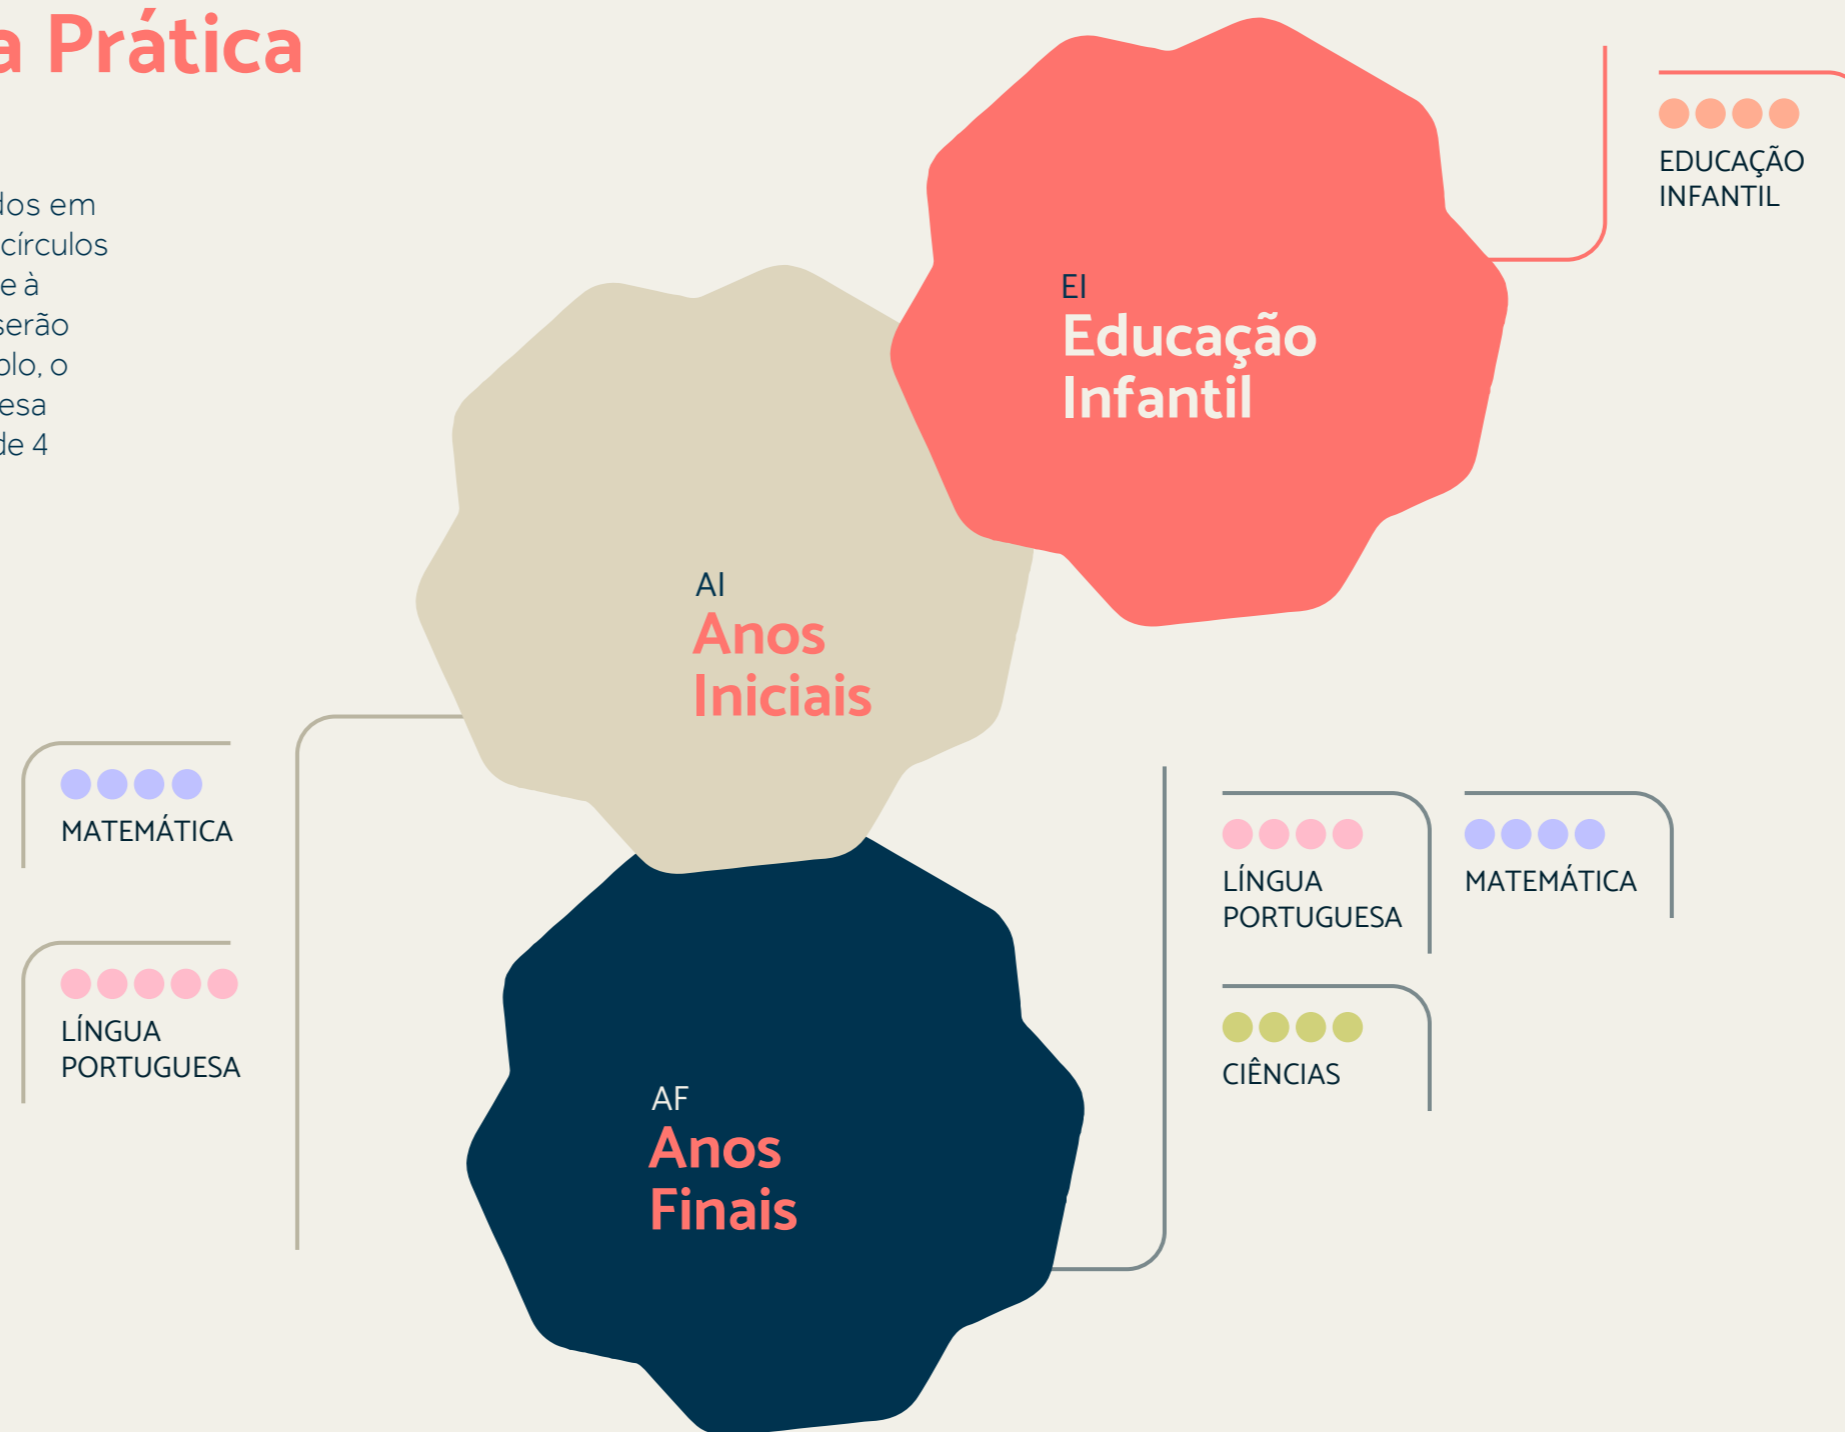 a Prática
dos em
círculos
e à
serão
plo, o
esa
de 4
EI
Educação
Infantil
EDUCAÇÃO
INFANTIL
AI
Anos
Iniciais
MATEMÁTICA
LÍNGUA
PORTUGUESA
AF
Anos
Finais
LÍNGUA
PORTUGUESA
MATEMÁTICA
CIÊNCIAS